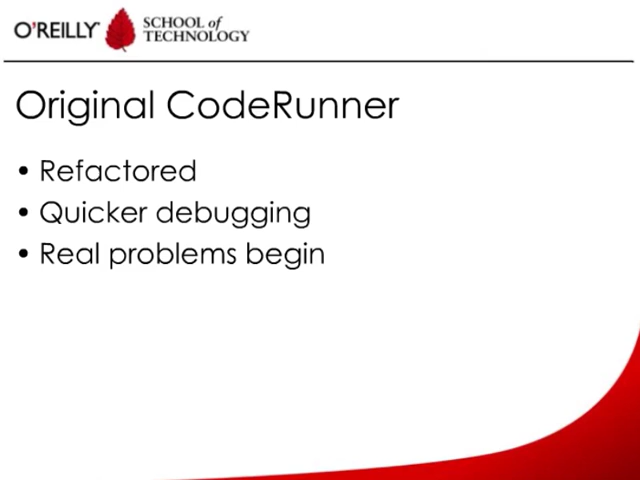 O'REILLY
SCHOOL of
TECHNOLOGY
Original CodeRunner
• Refactored
• Quicker debugging
• Real problems begin